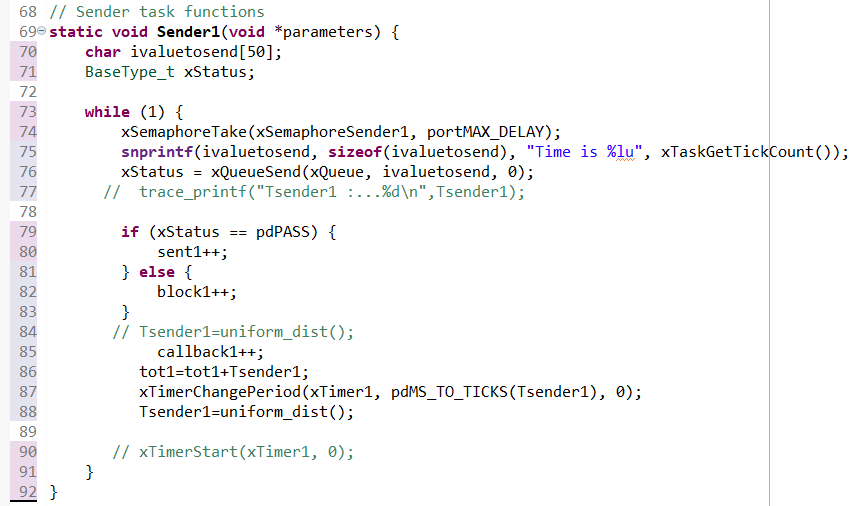 68 // Sender task functions
69 static void Sender1(void *parameters) {
70     char ivaluetosend[50];
71     BaseType_t xStatus;
72
73     while (1) {
74         xSemaphoreTake(xSemaphoreSender1, portMAX_DELAY);
75         snprintf(ivaluetosend, sizeof(ivaluetosend), "Time is %lu", xTaskGetTickCount());
76         xStatus = xQueueSend(xQueue, ivaluetosend, 0);
77       //  trace_printf("Tsender1 :...%d\n",Tsender1);
78
79         if (xStatus == pdPASS) {
80             sent1++;
81         } else {
82             block1++;
83         }
84        // Tsender1=uniform_dist();
85             callback1++;
86           tot1=tot1+Tsender1;
87           xTimerChangePeriod(xTimer1, pdMS_TO_TICKS(Tsender1), 0);
88           Tsender1=uniform_dist();
89
90        // xTimerStart(xTimer1, 0);
91     }
92 }